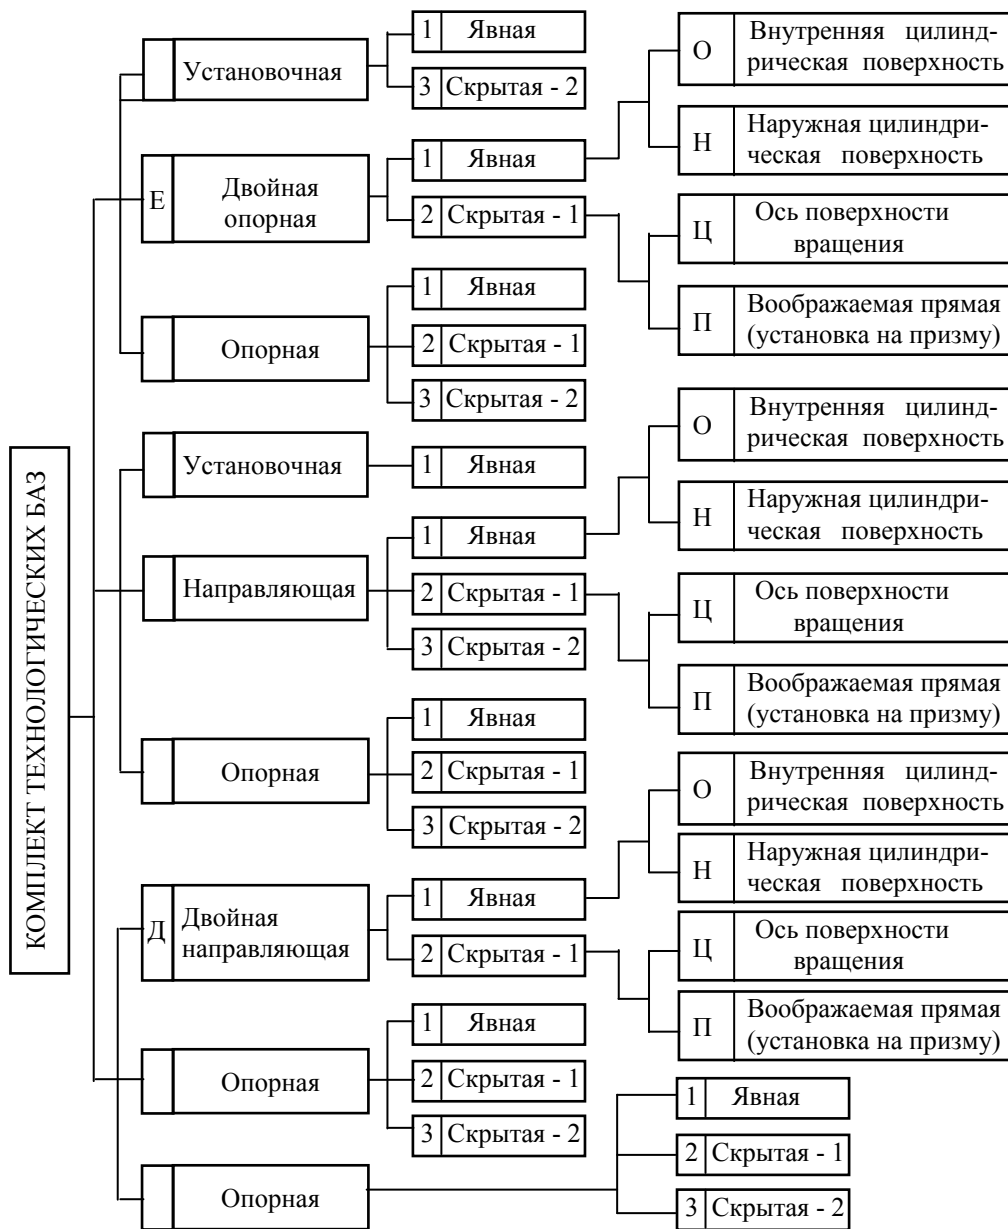 КОМПЛЕКТ ТЕХНОЛОГИЧЕСКИХ БАЗ
Установочная
1 Явная
3 Скрытая - 2
Е Двойная
опорная
1 Явная
О Внутренняя цилинд-
рическая поверхность
Н Наружная цилиндри-
ческая поверхность
2 Скрытая - 1
Ц Ось поверхности
вращения
П Воображаемая прямая
(установка на призму)
Опорная
1 Явная
2 Скрытая - 1
3 Скрытая - 2
Установочная
1 Явная
Направляющая
1 Явная
О Внутренняя цилинд-
рическая поверхность
Н Наружная цилиндри-
ческая поверхность
2 Скрытая - 1
Ц Ось поверхности
вращения
П Воображаемая прямая
(установка на призму)
3 Скрытая - 2
Опорная
1 Явная
2 Скрытая - 1
3 Скрытая - 2
Д Двойная
направляющая
1 Явная
О Внутренняя цилинд-
рическая поверхность
Н Наружная цилиндри-
ческая поверхность
2 Скрытая - 1
Ц Ось поверхности
вращения
П Воображаемая прямая
(установка на призму)
Опорная
1 Явная
2 Скрытая - 1
3 Скрытая - 2
Опорная
1 Явная
2 Скрытая - 1
3 Скрытая - 2